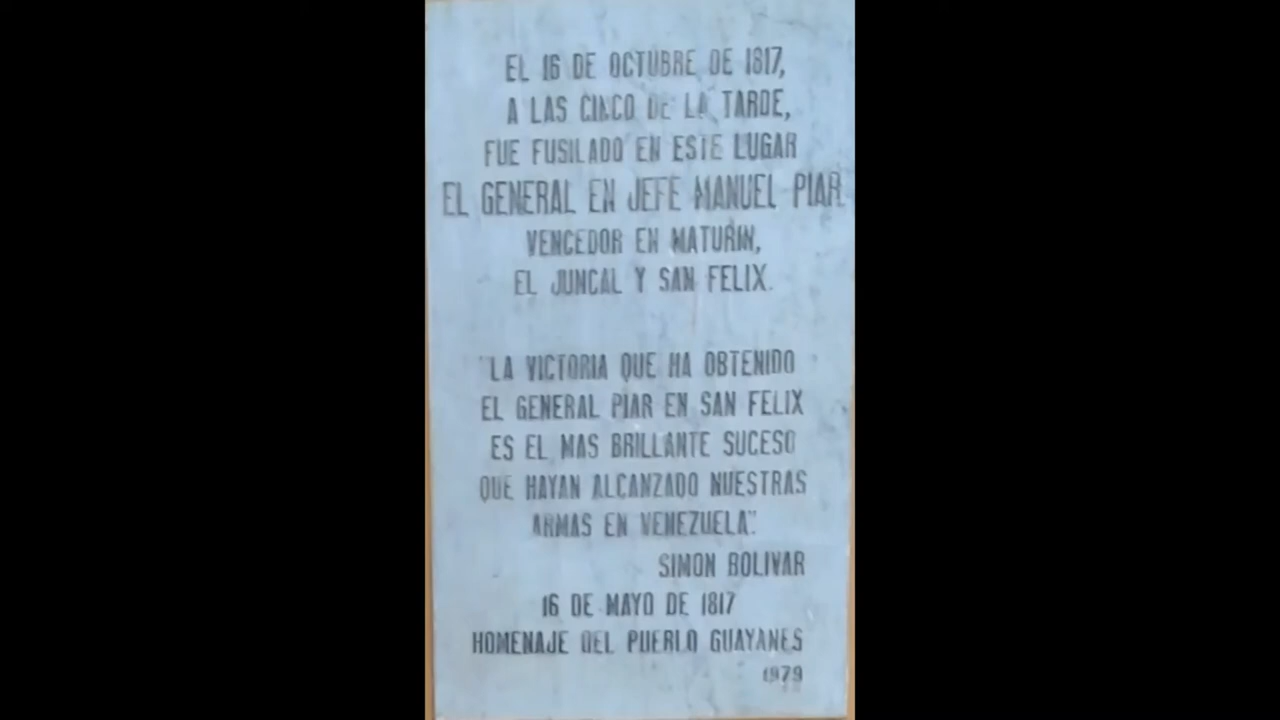 EL 16 DE OCTUBRE DE 1817,
A LAS CINCO DE LA TARDE,
FUE FUSILADO EN ESTE LUGAR
EL GENERAL EN JEFE MANUEL PIAR
VENCEDOR EN MATURIN,
EL JUNCAL Y SAN FELIX.
"LA VICTORIA QUE HA OBTENIDO
EL GENERAL PIAR EN SAN FELIX
ES EL MAS BRILLANTE SUCESO
QUE HAYAN ALCANZADO NUESTRAS
ARMAS EN VENEZUELA".
SIMON BOLIVAR
16 DE MAYO DE 1817
HOMENAJE DEL PUEBLO GUAYANES
1979